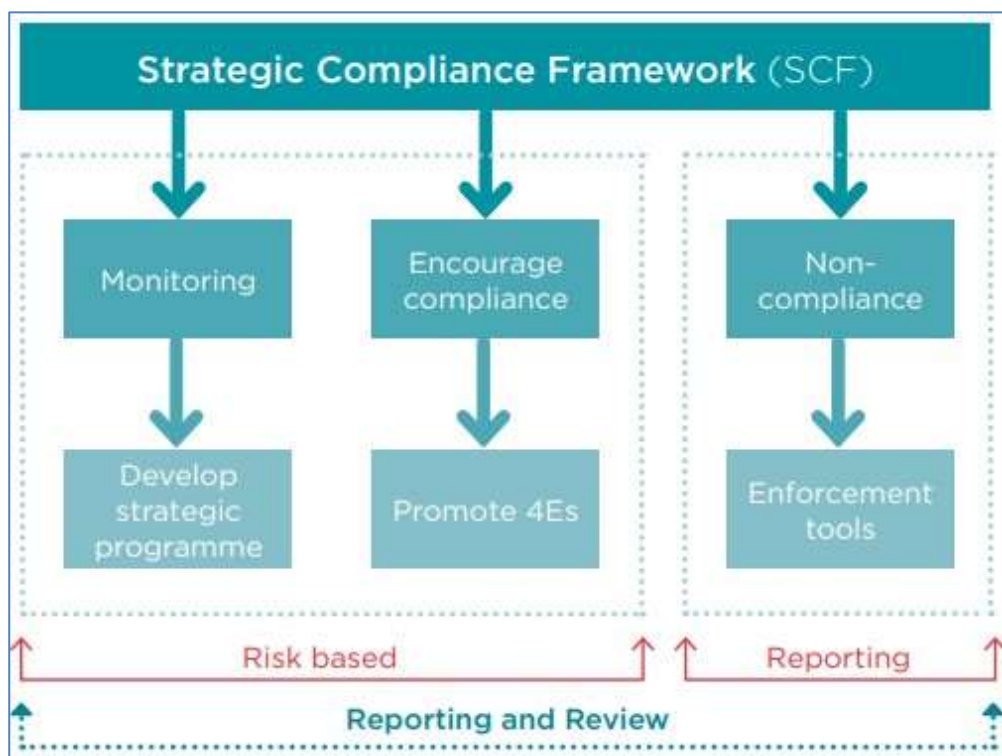 Strategic Compliance Framework (SCF)
Monitoring
Encourage
compliance
Non-
compliance
Develop
strategic
programme
Promote 4Es
Enforcement
tools
Risk based
Reporting
Reporting and Review